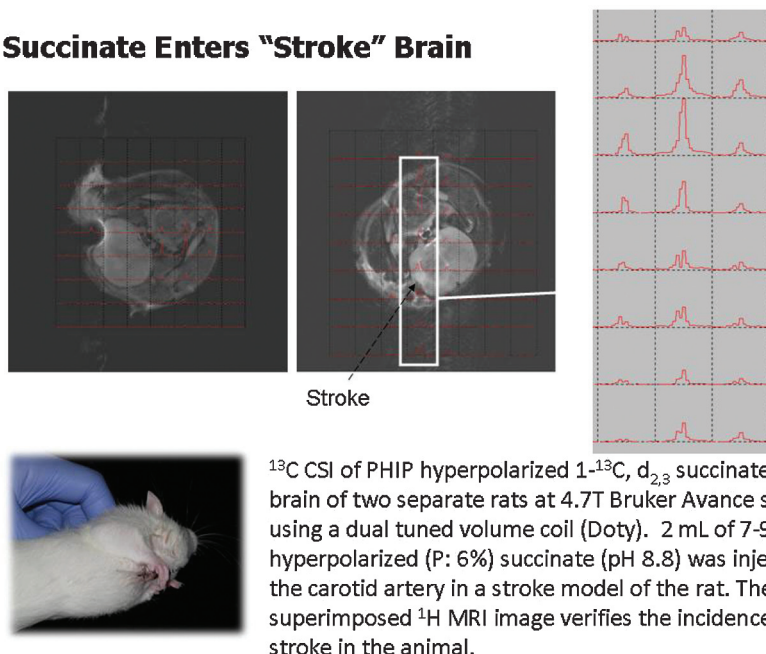 Succinate Enters “Stroke” Brain
Stroke
¹³C CSI of PHIP hyperpolarized 1-¹³C, d₂,₃ succinate
brain of two separate rats at 4.7T Bruker Avance s
using a dual tuned volume coil (Doty).  2 mL of 7-9
hyperpolarized (P: 6%) succinate (pH 8.8) was inje
the carotid artery in a stroke model of the rat. The
superimposed ¹H MRI image verifies the incidence
stroke in the animal.